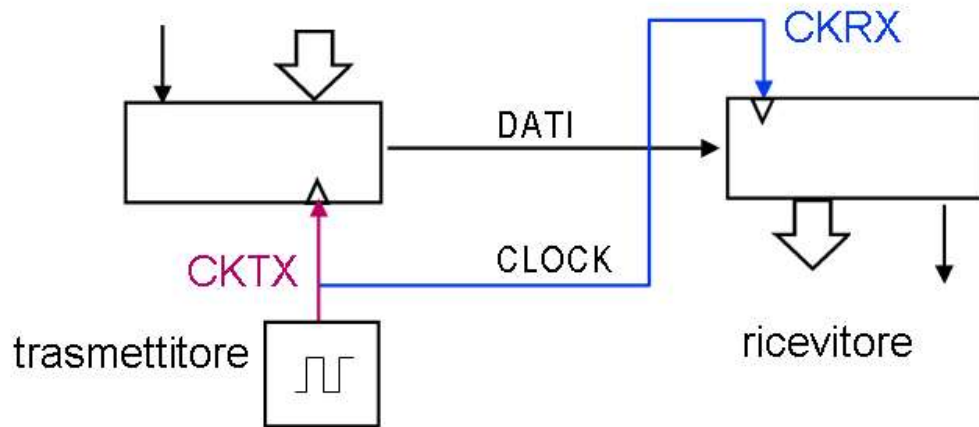 CKRX
DATI
CKTX
CLOCK
trasmettitore
ricevitore